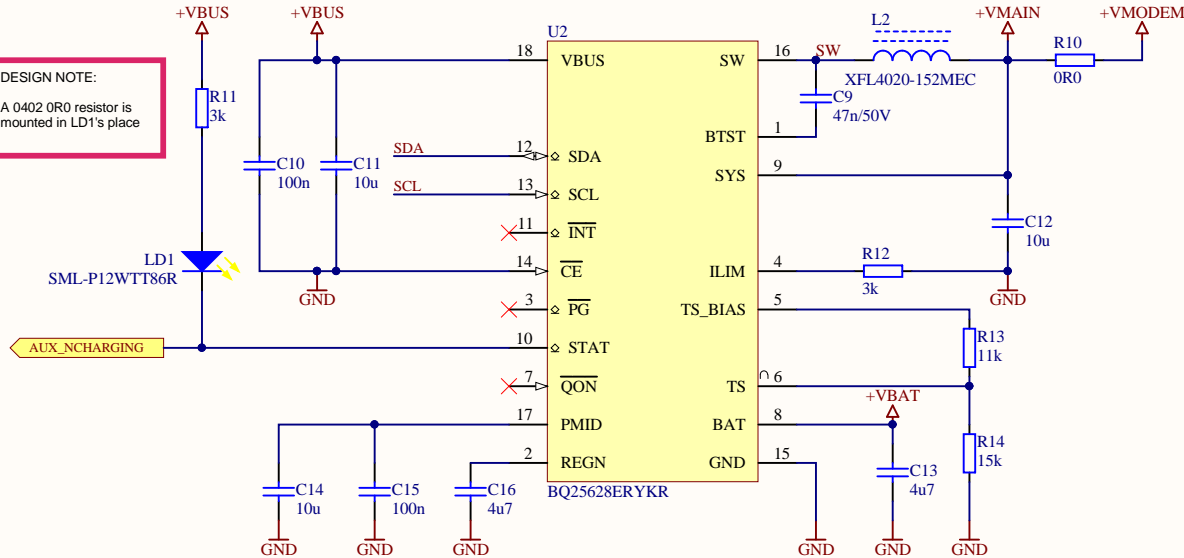 +VBUS
+VBUS
DESIGN NOTE:
A 0402 0R0 resistor is
mounted in LD1's place
R11
3k
C10
100n
C11
10u
GND
LD1
SML-P12WTT86R
AUX_NCHARGING
SDA
SCL
U2
18 VBUS
12 SDA
13 SCL
11 INT
14 CE
3 PG
10 STAT
7 QON
17 PMID
2 REGN
SW 16
BTST 1
SYS 9
ILIM 4
TS_BIAS 5
TS 6
BAT 8
GND 15
BQ25628ERYKR
C14
10u
GND
C15
100n
GND
C16
4u7
GND
SW
C9
47n/50V
L2
XFL4020-152MEC
+VMAIN
+VMODEM
R10
0R0
C12
10u
GND
R12
3k
R13
11k
R14
15k
+VBAT
C13
4u7
GND
GND
GND